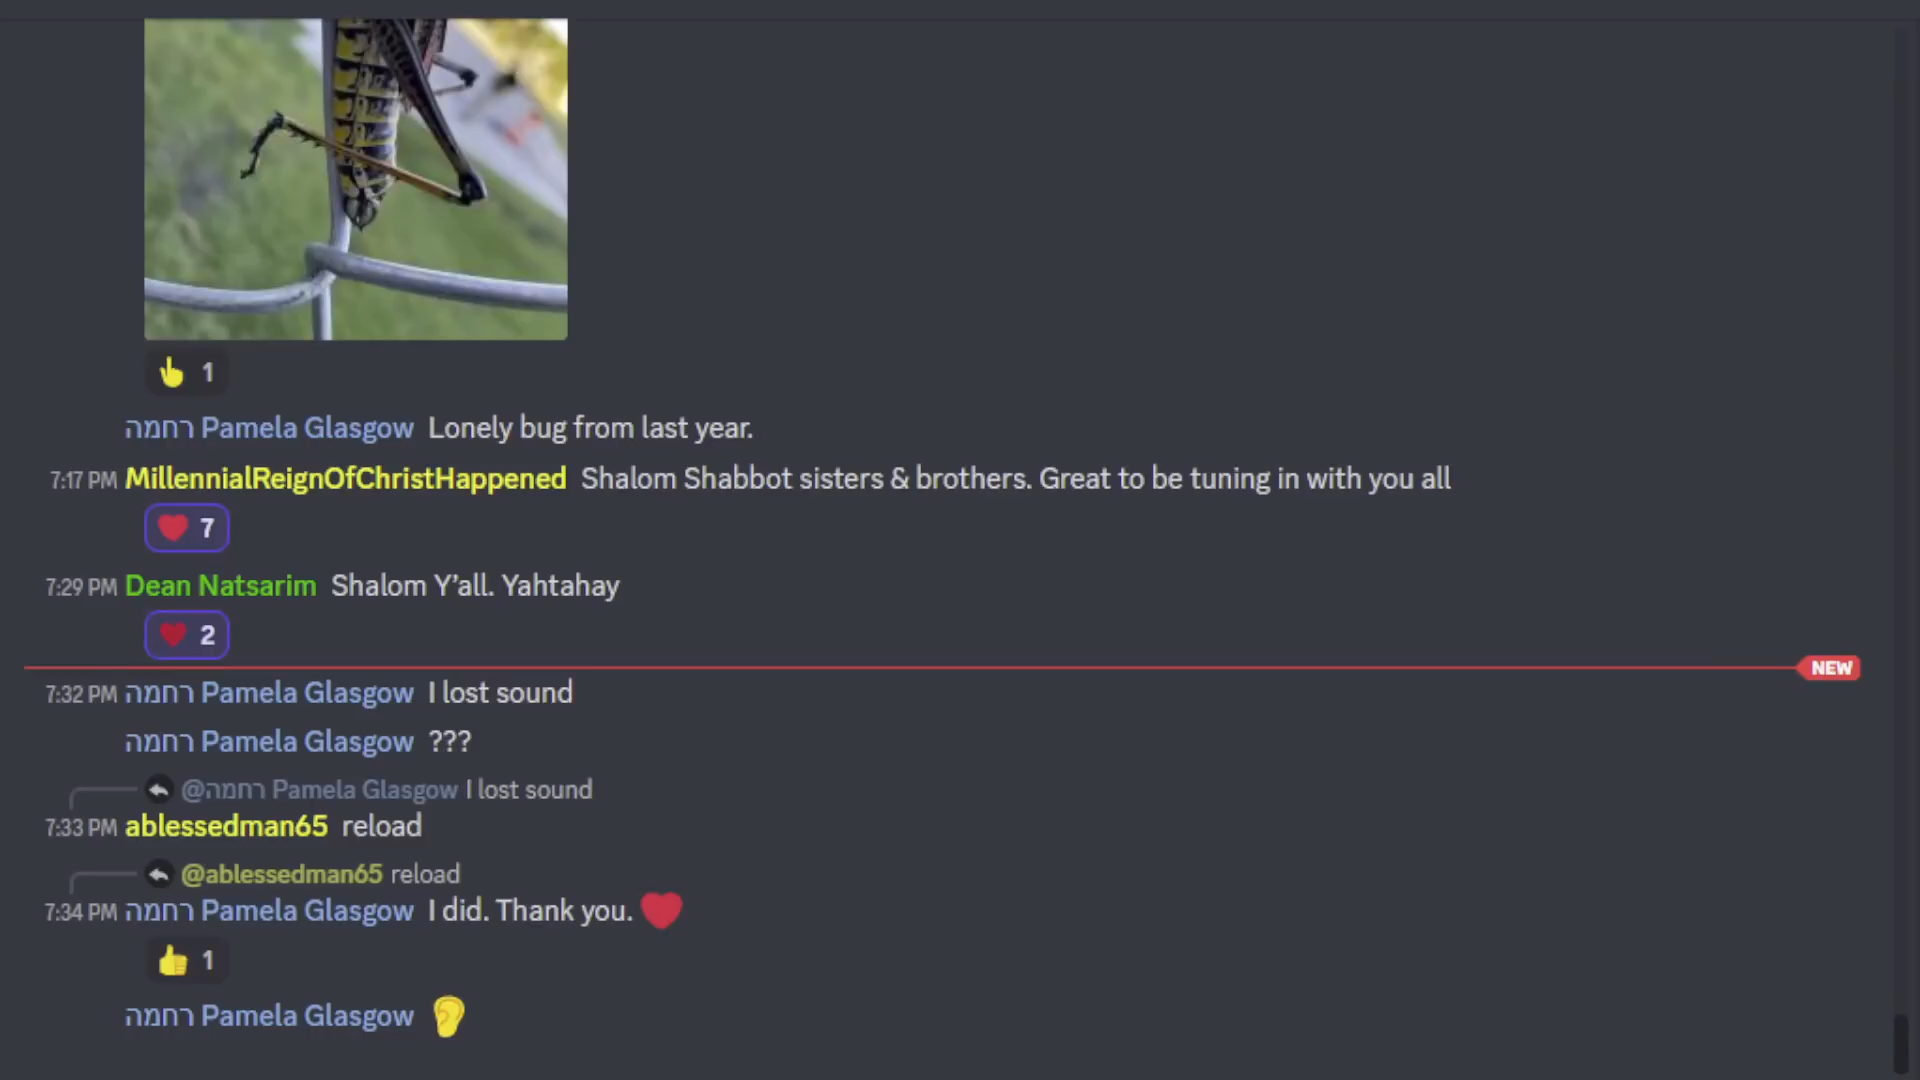 1
רחמה Pamela Glasgow Lonely bug from last year.
7:17 PM MillennialReignOfChristHappened Shalom Shabbot sisters & brothers. Great to be tuning in with you all
7
7:29 PM Dean Natsarim Shalom Y'all. Yahtahay
2
NEW
7:32 PM רחמה Pamela Glasgow I lost sound
רחמה Pamela Glasgow ???
@רחמה Pamela Glasgow I lost sound
7:33 PM ablessedman65 reload
@ablessedman65 reload
7:34 PM רחמה Pamela Glasgow I did. Thank you. ❤️
1
רחמה Pamela Glasgow 👂